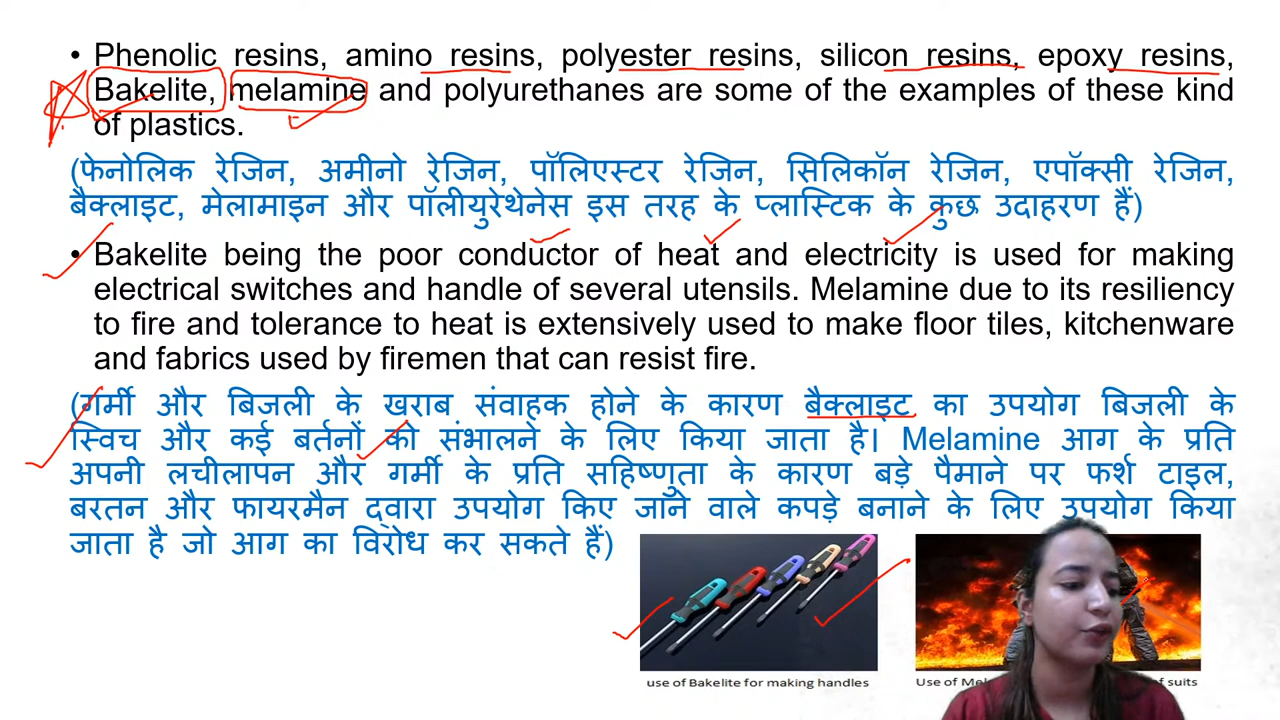 • Phenolic resins, amino resins, polyester resins, silicon resins, epoxy resins,
Bakelite, melamine and polyurethanes are some of the examples of these kind
of plastics.
(फेनोलिक रेजिन, अमीनो रेजिन, पॉलिएस्टर रेजिन, सिलिकॉन रेजिन, एपॉक्सी रेजिन,
बैक्लाइट, मेलामाइन और पॉलीयुरेथेनेस इस तरह के प्लास्टिक के कुछ उदाहरण हैं)
• Bakelite being the poor conductor of heat and electricity is used for making
electrical switches and handle of several utensils. Melamine due to its resiliency
to fire and tolerance to heat is extensively used to make floor tiles, kitchenware
and fabrics used by firemen that can resist fire.
(गर्मी और बिजली के खराब संवाहक होने के कारण बैक्लाइट का उपयोग बिजली के
स्विच और कई बर्तनों को संभालने के लिए किया जाता है। Melamine आग के प्रति
अपनी लचीलापन और गर्मी के प्रति सहिष्णुता के कारण बड़े पैमाने पर फर्श टाइल,
बरतन और फायरमैन द्वारा उपयोग किए जाने वाले कपड़े बनाने के लिए उपयोग किया
जाता है जो आग का विरोध कर सकते हैं)
use of Bakelite for making handles
Use of suits